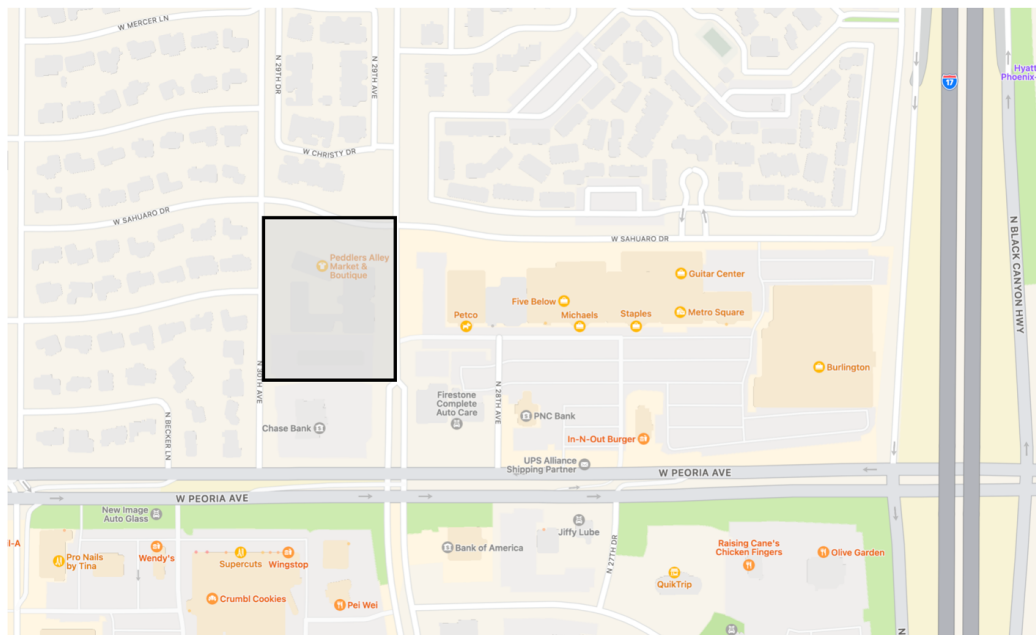 W MERCER LN
N 29TH DR
N 29TH AVE
17
Hyatt
Phoenix-
W CHRISTY DR
W SAHUARO DR
W SAHUARO DR
N BLACK CANYON HWY
Peddlers Alley
Market &
Boutique
Guitar Center
Five Below
Petco
Michaels
Staples
Metro Square
Burlington
N 30TH AVE
N 28TH AVE
Firestone
Complete
Auto Care
PNC Bank
N BECKER LN
Chase Bank
In-N-Out Burger
UPS Alliance
Shipping Partner
W PEORIA AVE
W PEORIA AVE
New Image
Auto Glass
Jiffy Lube
N 27TH DR
l-A
Pro Nails
by Tina
Wendy's
Supercuts
Wingstop
Bank of America
Raising Cane's
Chicken Fingers
Olive Garden
QuikTrip
Crumbl Cookies
Pei Wei
N